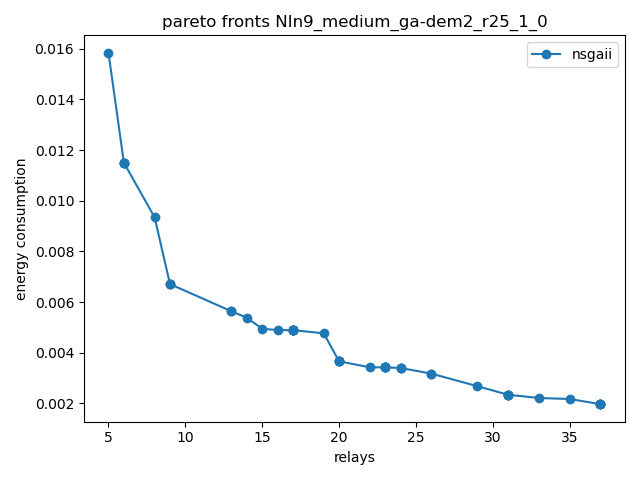 pareto fronts NIn9_medium_ga-dem2_r25_1_0
nsgaii
0.016
0.014
0.012
0.010
0.008
0.006
0.004
0.002
energy consumption
5 10 15 20 25 30 35
relays